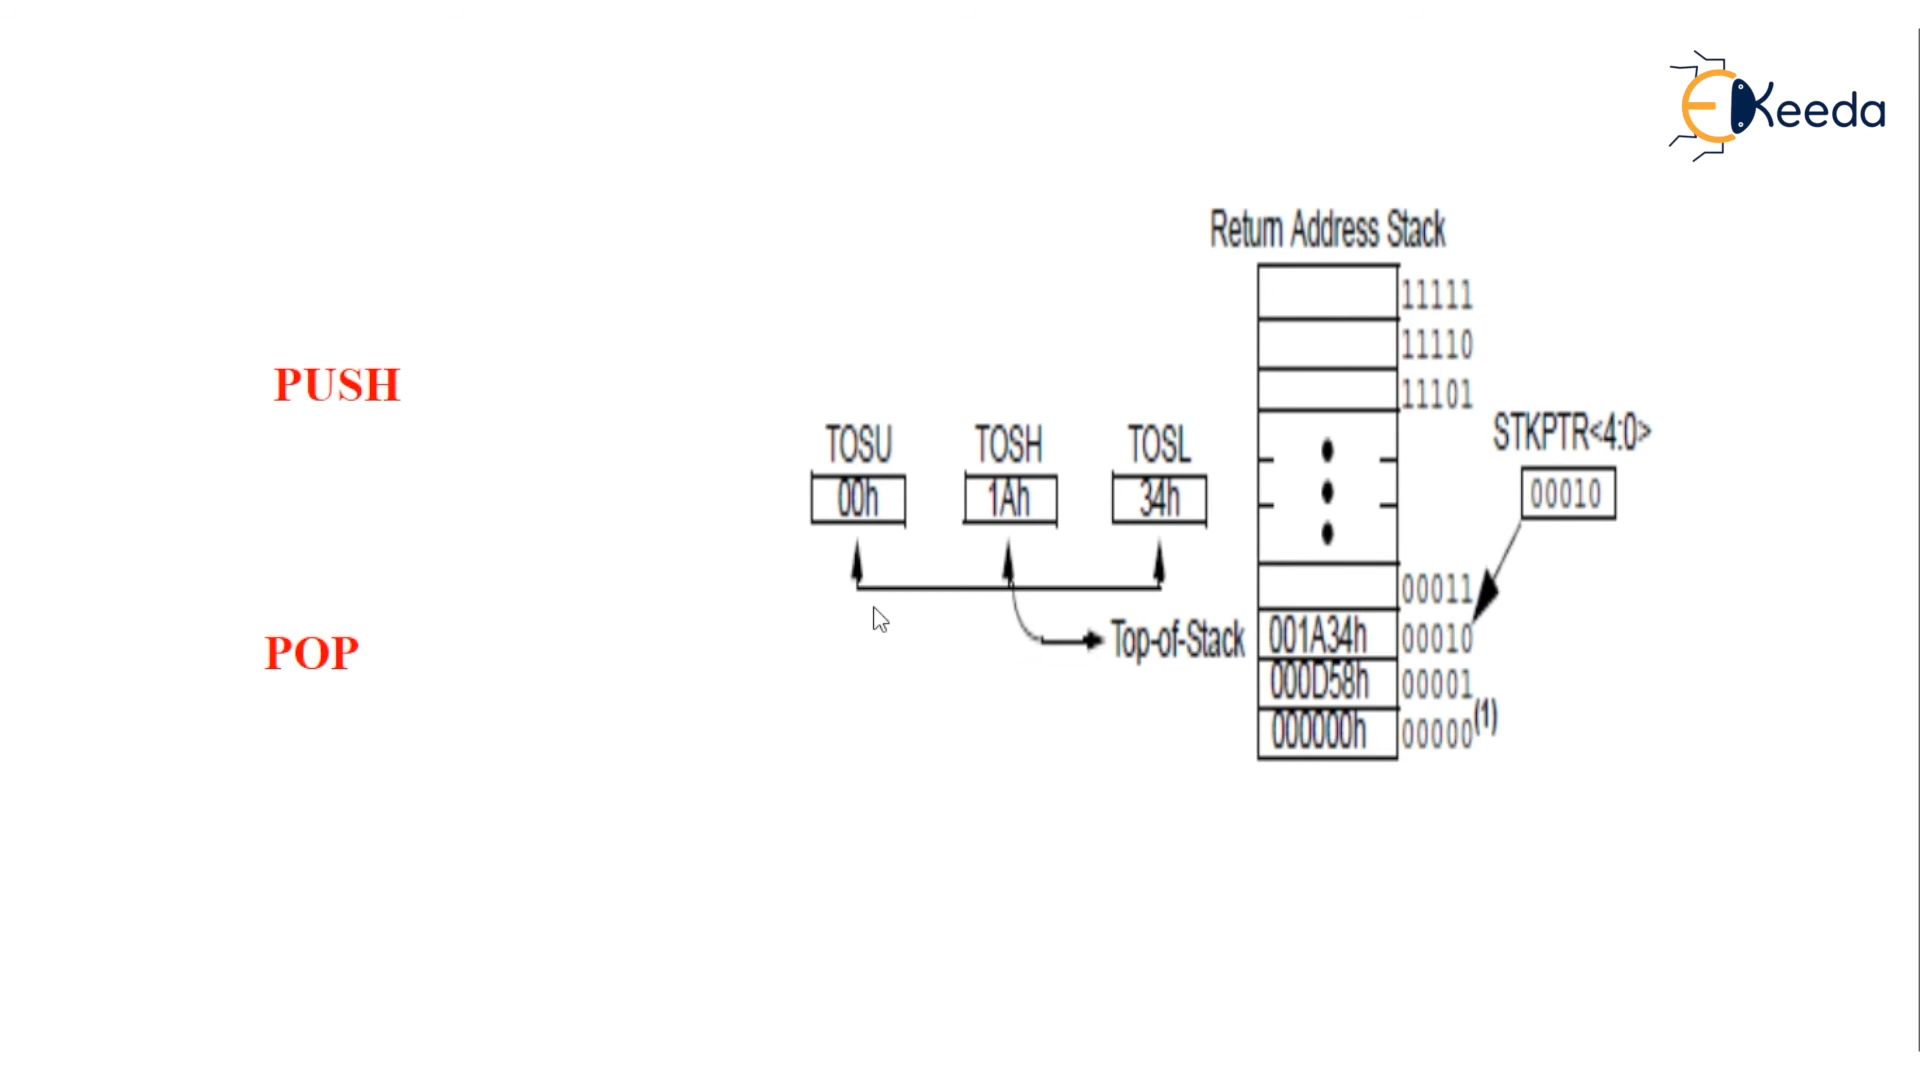 EKeeda
Return Address Stack
11111
11110
PUSH
11101
TOSU TOSH TOSL
STKPTR<4:0>
00h 1Ah 34h
00010
00011
POP
Top-of-Stack 001A34h 00010
000D58h 00001
000000h 00000(1)